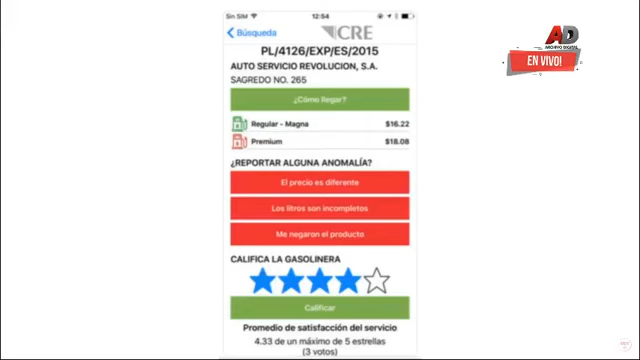 Sin SIM 12:54
Búsqueda
CRE
PL/4126/EXP/ES/2015
AUTO SERVICIO REVOLUCION, S.A.
SAGREDO NO. 265
¿Cómo llegar?
Regular - Magna $16.22
Premium $18.08
¿REPORTAR ALGUNA ANOMALÍA?
El precio es diferente
Los litros son incompletos
Me negaron el producto
CALIFICA LA GASOLINERA
Calificar
Promedio de satisfacción del servicio
4.33 de un máximo de 5 estrellas
(3 votos)
AD
ARCHIVO DIGITAL
EN VIVO!